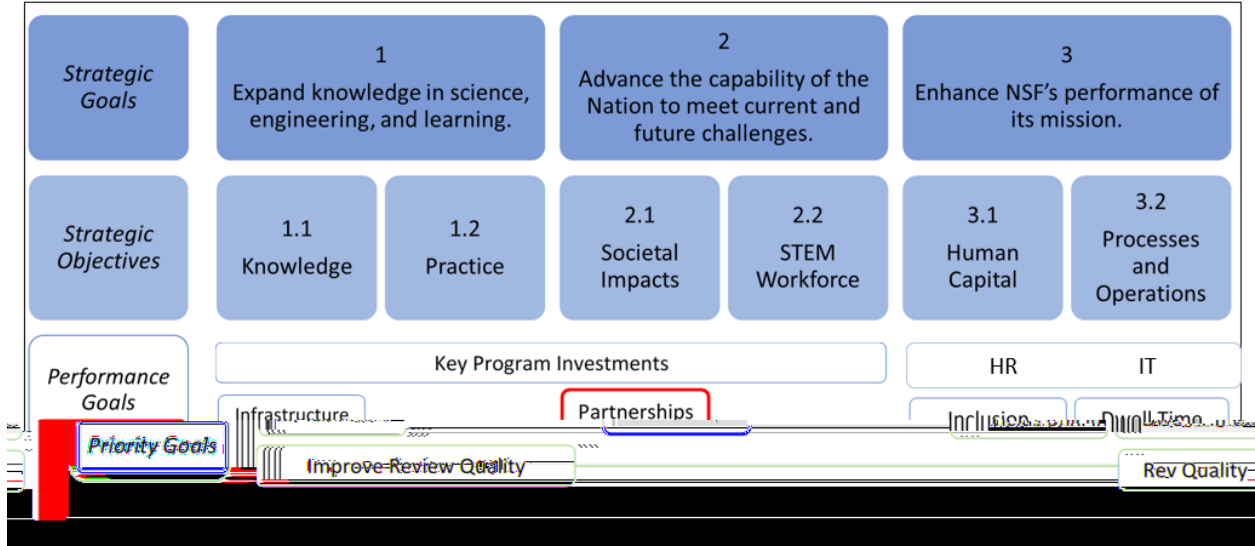 Strategic
Goals
1
Expand knowledge in science,
engineering, and learning.
2
Advance the capability of the
Nation to meet current and
future challenges.
3
Enhance NSF's performance of
its mission.
Strategic
Objectives
1.1
Knowledge
1.2
Practice
2.1
Societal
Impacts
2.2
STEM
Workforce
3.1
Human
Capital
3.2
Processes
and
Operations
Performance
Goals
Key Program Investments
HR
IT
Infrastructure
Partnerships
Inclusion
Dwell Time
Priority Goals
Improve Review Quality
Rev Quality